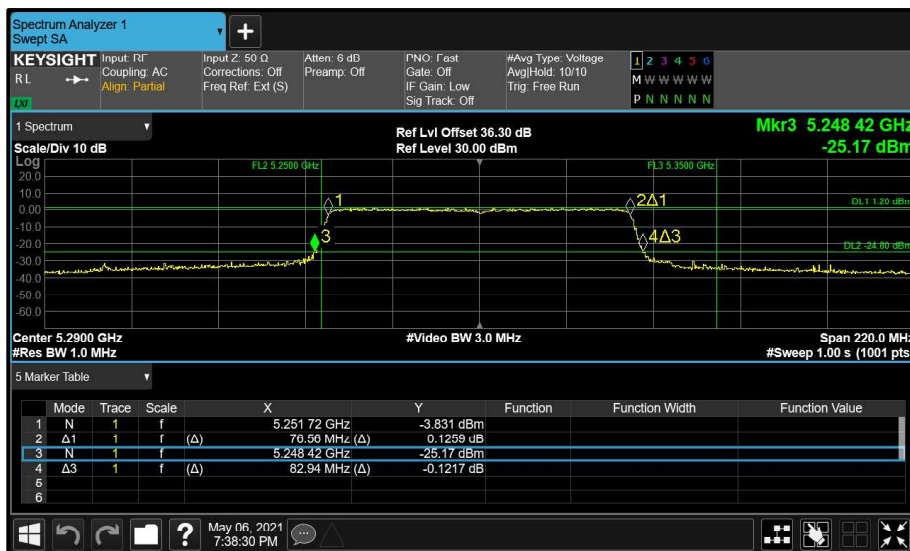 Spectrum Analyzer 1
Swept SA
KEYSIGHT Input: RF Input Z: 50 Ω Atten: 6 dB PNO: Fast #Avg Type: Voltage 1 2 3 4 5 6
RL Coupling: AC Corrections: Off Preamp: Off Gate: Off Avg|Hold: 10/10 M W W W W W
Align: Partial Freq Ref: Ext (S) IF Gain: Low Trig: Free Run
LXI Sig Track: Off P N N N N N
1 Spectrum Ref Lvl Offset 36.30 dB Mkr3 5.248 42 GHz
Scale/Div 10 dB Ref Level 30.00 dBm -25.17 dBm
Log
FL2 5.2500 GHz FL3 5.3500 GHz
20.0
10.0
1 2Δ1 DL1 1.20 dBm
0.00
-10.0
-20.0
3 4Δ3 DL2 -24.80 dBm
-30.0
-40.0
-50.0
-60.0
Center 5.2900 GHz #Video BW 3.0 MHz Span 220.0 MHz
#Res BW 1.0 MHz #Sweep 1.00 s (1001 pts
5 Marker Table
Mode Trace Scale X Y Function Function Width Function Value
1 N 1 f 5.251 72 GHz -3.831 dBm
2 Δ1 1 f (Δ) 76.56 MHz (Δ) 0.1259 dB
3 N 1 f 5.248 42 GHz -25.17 dBm
4 Δ3 1 f (Δ) 82.94 MHz (Δ) -0.1217 dB
5
6
? May 06, 2021
7:38:30 PM